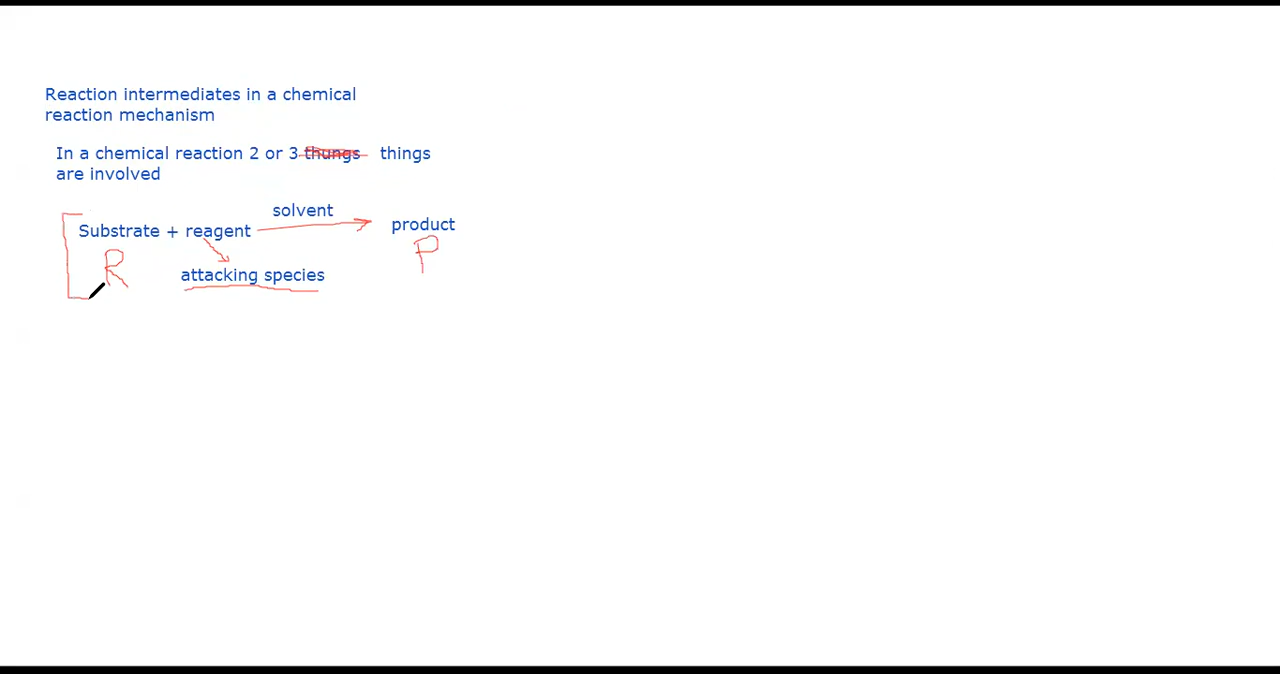 Reaction intermediates in a chemical
reaction mechanism
In a chemical reaction 2 or 3 thungs things
are involved
solvent
Substrate + reagent product
R P
attacking species